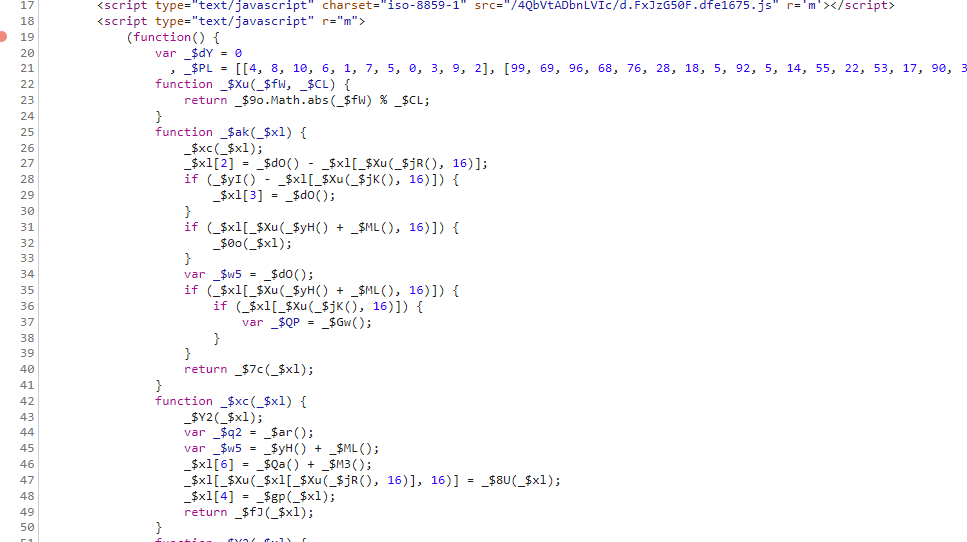 17 <script type="text/javascript" charset="iso-8859-1" src="/4QbVtADbnLVIc/d.FxJzG50F.dfe1675.js" r='m'></script>
18 <script type="text/javascript" r="m">
19 (function() {
20 var _$dY = 0
21 , _$PL = [[4, 8, 10, 6, 1, 7, 5, 0, 3, 9, 2], [99, 69, 96, 68, 76, 28, 18, 5, 92, 5, 14, 55, 22, 53, 17, 90, 3
22 function _$Xu(_$fW, _$CL) {
23 return _$9o.Math.abs(_$fW) % _$CL;
24 }
25 function _$ak(_$xl) {
26 _$xc(_$xl);
27 _$xl[2] = _$dO() - _$xl[_$Xu(_$jR(), 16)];
28 if (_$yI() - _$xl[_$Xu(_$jK(), 16)]) {
29 _$xl[3] = _$dO();
30 }
31 if (_$xl[_$Xu(_$yH() + _$ML(), 16)]) {
32 _$0o(_$xl);
33 }
34 var _$w5 = _$dO();
35 if (_$xl[_$Xu(_$yH() + _$ML(), 16)]) {
36 if (_$xl[_$Xu(_$jK(), 16)]) {
37 var _$QP = _$Gw();
38 }
39 }
40 return _$7c(_$xl);
41 }
42 function _$xc(_$xl) {
43 _$Y2(_$xl);
44 var _$q2 = _$ar();
45 var _$w5 = _$yH() + _$ML();
46 _$xl[6] = _$Qa() + _$M3();
47 _$xl[_$Xu(_$xl[_$Xu(_$jR(), 16)], 16)] = _$8U(_$xl);
48 _$xl[4] = _$gp(_$xl);
49 return _$fJ(_$xl);
50 }
51 function _$Y2(_$xl) {